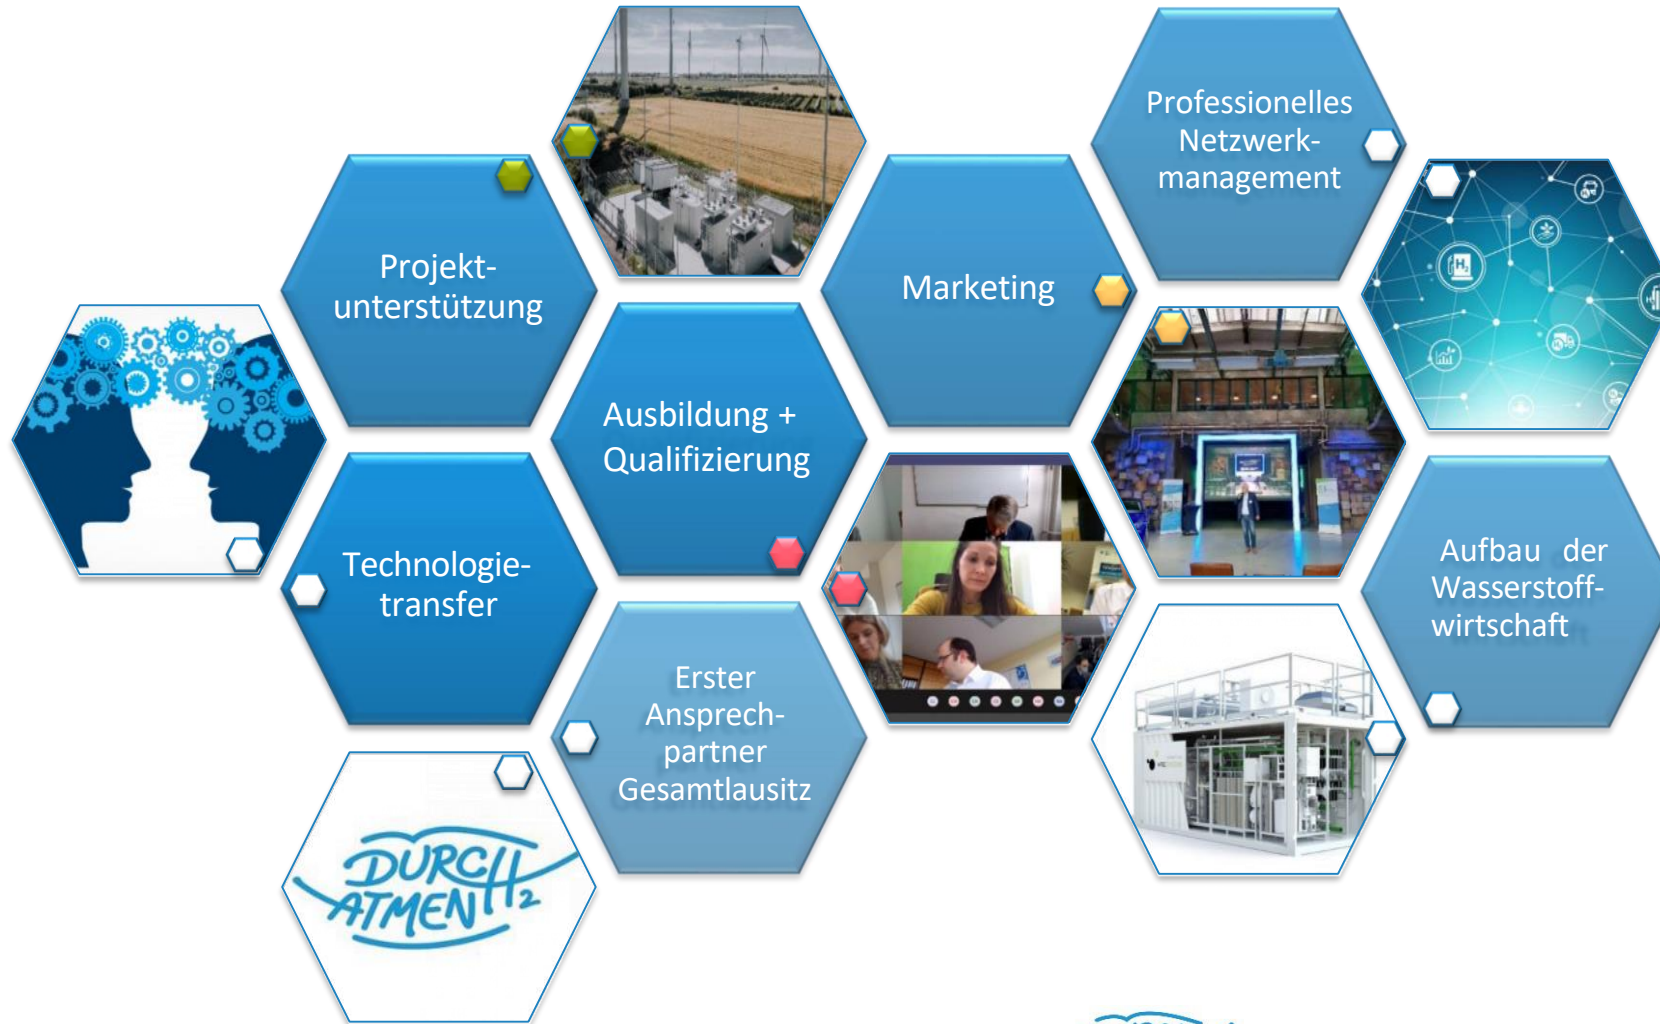 Professionelles
Netzwerk-
management
Projekt-
unterstützung
Marketing
H2
Ausbildung +
Qualifizierung
Technologie-
transfer
Aufbau der
Wasserstoff-
wirtschaft
Erster
Ansprech-
partner
Gesamtlausitz
DURCH2
ATMEN